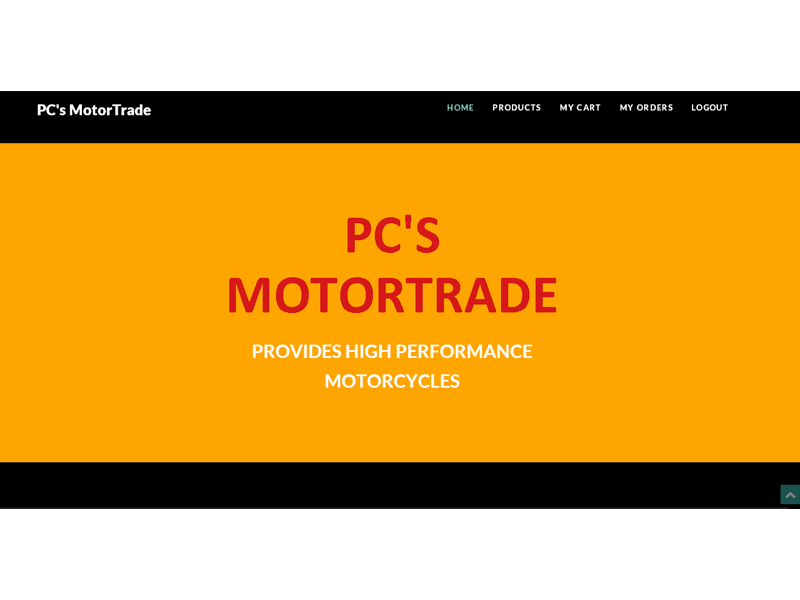 PC's MotorTrade
HOME PRODUCTS MY CART MY ORDERS LOGOUT
PC'S
MOTORTRADE
PROVIDES HIGH PERFORMANCE
MOTORCYCLES